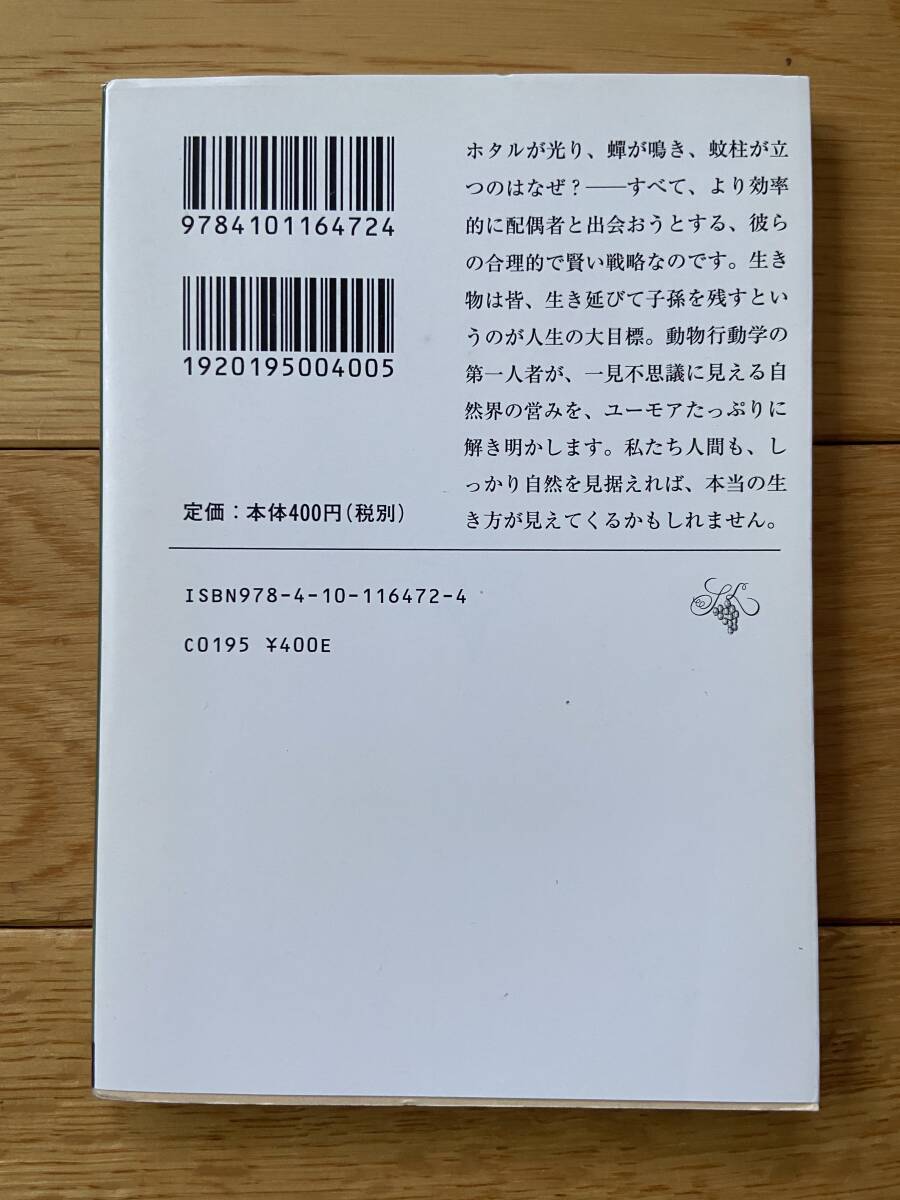 9784101164724
1920195004005
定価：本体400円（税別）
ホタルが光り、蟬が鳴き、蚊柱が立
つのはなぜ？――すべて、より効率
的に配偶者と出会おうとする、彼ら
の合理的で賢い戦略なのです。生き
物は皆、生き延びて子孫を残すとい
うのが人生の大目標。動物行動学の
第一人者が、一見不思議に見える自
然界の営みを、ユーモアたっぷりに
解き明かします。私たち人間も、し
っかり自然を見据えれば、本当の生
き方が見えてくるかもしれません。
ISBN978-4-10-116472-4
C0195 ¥400E